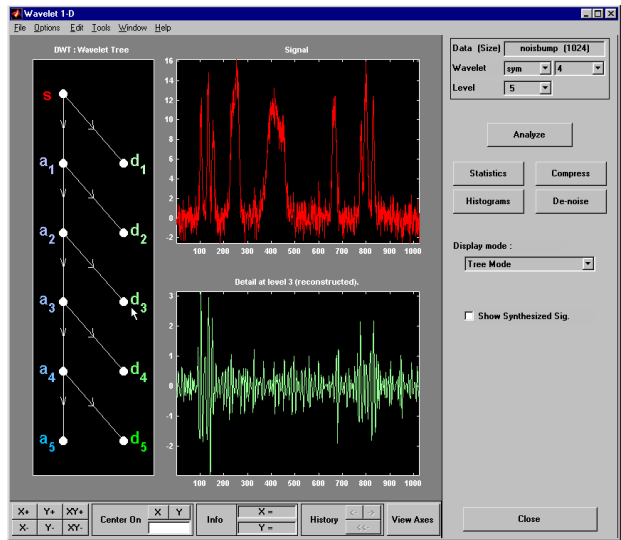 Wavelet 1-D
File Options Edit Tools Window Help
DWT : Wavelet Tree
s
a1 d1
a2 d2
a3 d3
a4 d4
a5 d5
Signal
16
14
12
10
8
6
4
2
0
-2
100 200 300 400 500 600 700 800 900 1000
Detail at level 3 (reconstructed).
3
2
1
0
-1
-2
100 200 300 400 500 600 700 800 900 1000
Data (Size) noisbump (1024)
Wavelet sym 4
Level 5
Analyze
Statistics Compress
Histograms De-noise
Display mode :
Tree Mode
Show Synthesized Sig.
X+ Y+ XY+
X- Y- XY-
Center On X Y
Info X =
Y =
History <- ->
<<-
View Axes
Close